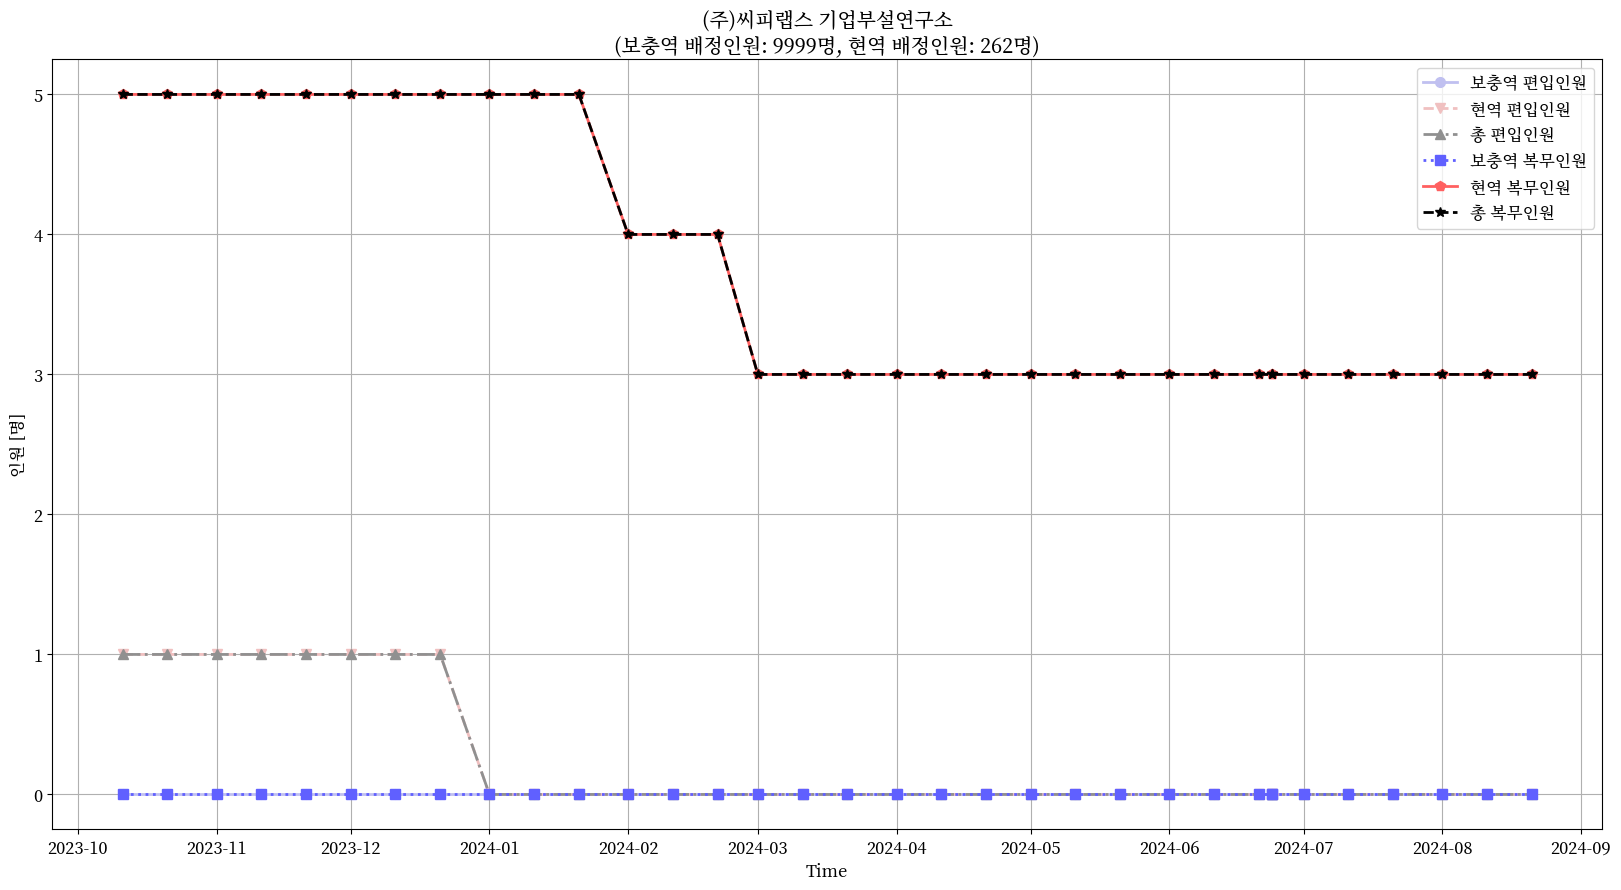 (주)씨피랩스 기업부설연구소
(보충역 배정인원: 9999명, 현역 배정인원: 262명)
보충역 편입인원
현역 편입인원
총 편입인원
보충역 복무인원
현역 복무인원
총 복무인원
인원 [명]
5
4
3
2
1
0
2023-10 2023-11 2023-12 2024-01 2024-02 2024-03 2024-04 2024-05 2024-06 2024-07 2024-08 2024-09
Time